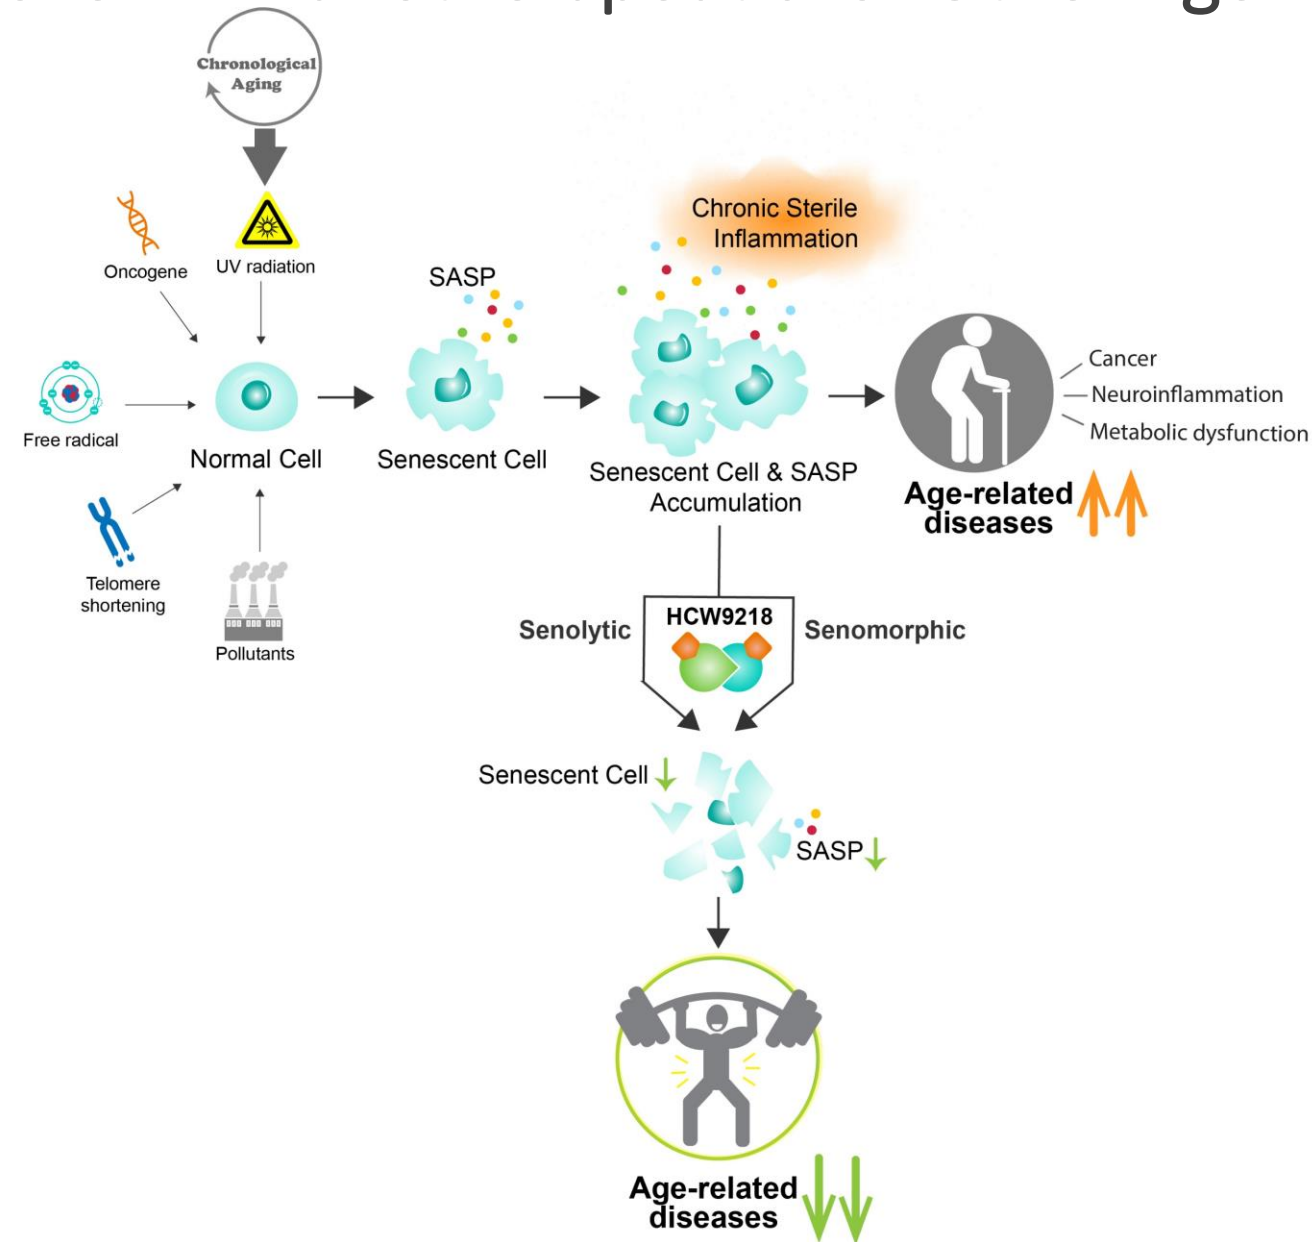 Chronological
Aging
Oncogene
UV radiation
SASP
Chronic Sterile
Inflammation
Free radical
Normal Cell
Senescent Cell
Senescent Cell & SASP
Accumulation
Cancer
Neuroinflammation
Metabolic dysfunction
Age-related
diseases
Telomere
shortening
Pollutants
Senolytic
HCW9218
Senomorphic
Senescent Cell
SASP
Age-related
diseases